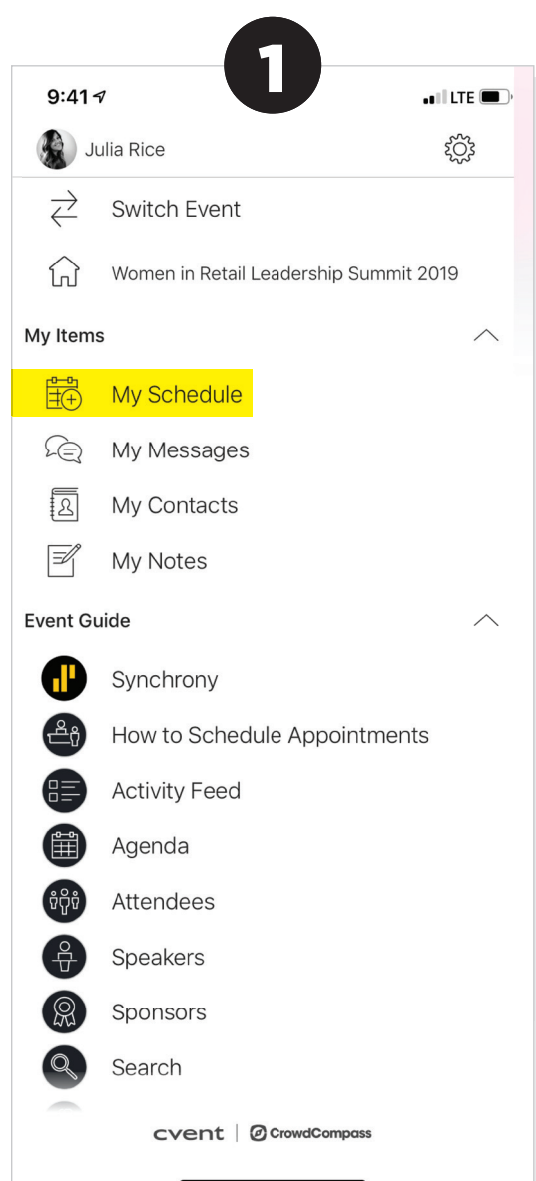 1
9:41 LTE
Julia Rice
Switch Event
Women in Retail Leadership Summit 2019
My Items
My Schedule
My Messages
My Contacts
My Notes
Event Guide
Synchrony
How to Schedule Appointments
Activity Feed
Agenda
Attendees
Speakers
Sponsors
Search
cvent | CrowdCompass